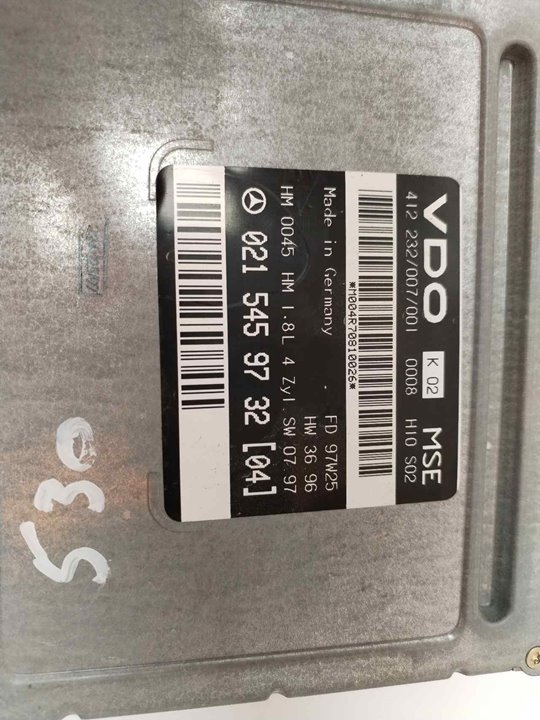 VDO K 02 MSE
412 232/007/001 0008 H10 S02
*M004R70810026*
FD 97W25
Made in Germany HW 36 96
HM 0045 HM 1.8L 4 Zyl. SW 07.97
021 545 97 32 [04]
530